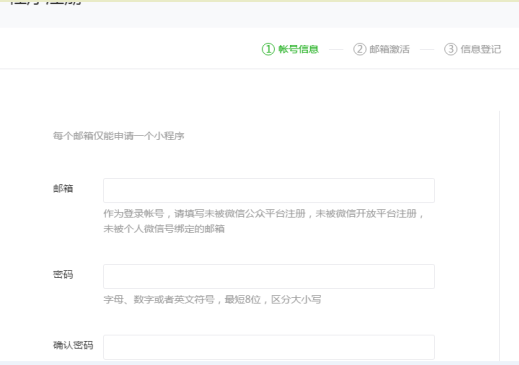 ① 帐号信息 — ② 邮箱激活 — ③ 信息登记
每个邮箱仅能申请一个小程序
邮箱
作为登录帐号，请填写未被微信公众平台注册，未被微信开放平台注册，
未被个人微信号绑定的邮箱
密码
字母、数字或者英文符号，最短8位，区分大小写
确认密码